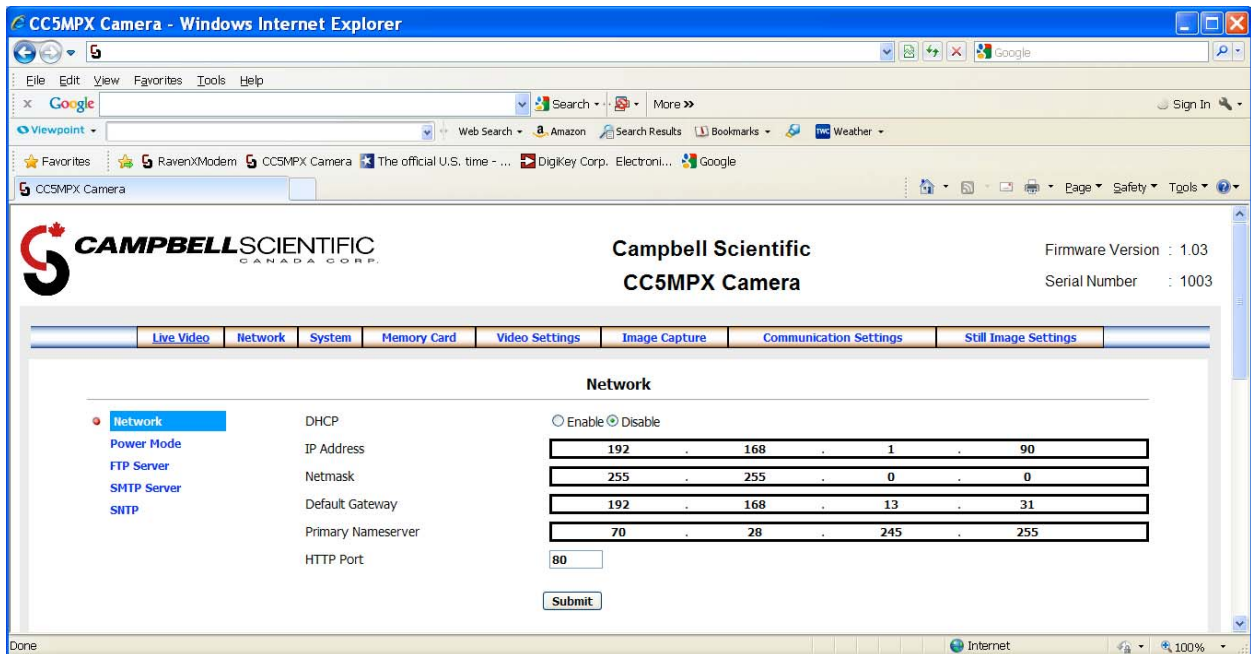 CC5MPX Camera - Windows Internet Explorer
Google
File Edit View Favorites Tools Help
x Google Search More >> Sign In
Viewpoint Web Search Amazon Search Results Bookmarks Weather
Favorites RavenXModem CC5MPX Camera The official U.S. time - ... DigiKey Corp. Electroni... Google
CC5MPX Camera Page Safety Tools
CAMPBELLSCIENTIFIC
CANADA CORP.
Campbell Scientific
CC5MPX Camera
Firmware Version : 1.03
Serial Number : 1003
Live Video Network System Memory Card Video Settings Image Capture Communication Settings Still Image Settings
Network
Network
Power Mode
FTP Server
SMTP Server
SNTP
DHCP Enable Disable
IP Address 192 . 168 . 1 . 90
Netmask 255 . 255 . 0 . 0
Default Gateway 192 . 168 . 13 . 31
Primary Nameserver 70 . 28 . 245 . 255
HTTP Port 80
Submit
Done Internet 100%